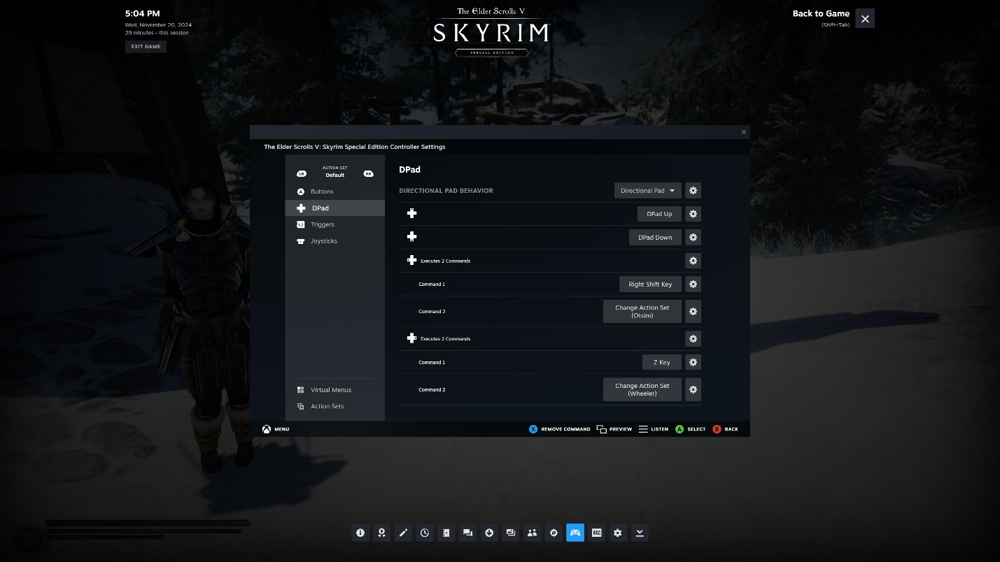 5:04 PM
Wed, November 20, 2024
29 minutes - this session
EXIT GAME
The Elder Scrolls V
SKYRIM
SPECIAL EDITION
Back to Game
(Shift+Tab)
The Elder Scrolls V: Skyrim Special Edition Controller Settings
LB
ACTION SET
Default
RB
A Buttons
DPad
L2 Triggers
Joysticks
Virtual Menus
Action Sets
DPad
DIRECTIONAL PAD BEHAVIOR
Directional Pad
DPad Up
DPad Down
Executes 2 Commands
Command 1
Right Shift Key
Command 2
Change Action Set
(Otsim)
Executes 2 Commands
Command 1
Z Key
Command 2
Change Action Set
(Wheeler)
MENU
X REMOVE COMMAND
PREVIEW
LISTEN
A SELECT
B BACK
REC